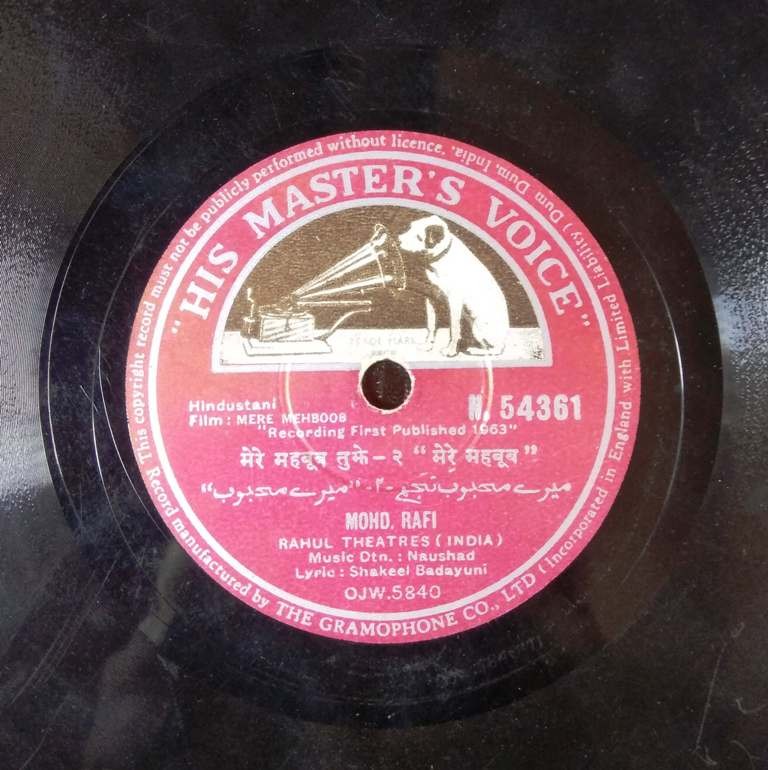 This copyright record must not be publicly performed without licence.
"HIS MASTER'S VOICE"
TRADE MARK
Hindustani
N. 54361
Film : MERE MEHBOOB
"Recording First Published 1963"
मेरे महबूब तुझे - २ "मेरे महबूब"
میرے محبوب تجھے -۲- "میرے محبوب"
MOHD. RAFI
RAHUL THEATRES (INDIA)
Music Dtn. : Naushad
Lyric : Shakeel Badayuni
OJW.5840
Record manufactured by THE GRAMOPHONE CO., LTD (Incorporated in England with Limited Liability) Dum Dum, India.